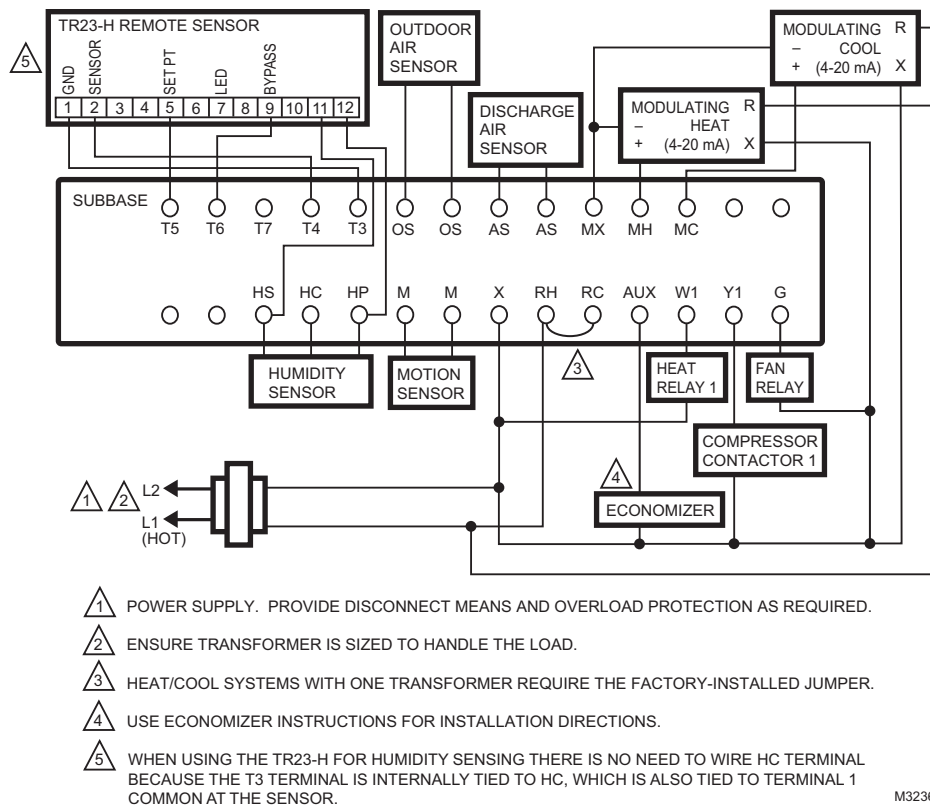 TR23-H REMOTE SENSOR
5
GND
SENSOR
SET PT
LED
BYPASS
1 2 3 4 5 6 7 8 9 10 11 12
OUTDOOR
AIR
SENSOR
DISCHARGE
AIR
SENSOR
MODULATING R
– COOL
+ (4-20 mA) X
MODULATING R
– HEAT
+ (4-20 mA) X
SUBBASE
T5 T6 T7 T4 T3 OS OS AS AS MX MH MC
HS HC HP M M X RH RC AUX W1 Y1 G
HUMIDITY
SENSOR
MOTION
SENSOR
3
HEAT
RELAY 1
FAN
RELAY
COMPRESSOR
CONTACTOR 1
4
ECONOMIZER
1 2 L2
L1
(HOT)
1 POWER SUPPLY. PROVIDE DISCONNECT MEANS AND OVERLOAD PROTECTION AS REQUIRED.
2 ENSURE TRANSFORMER IS SIZED TO HANDLE THE LOAD.
3 HEAT/COOL SYSTEMS WITH ONE TRANSFORMER REQUIRE THE FACTORY-INSTALLED JUMPER.
4 USE ECONOMIZER INSTRUCTIONS FOR INSTALLATION DIRECTIONS.
5 WHEN USING THE TR23-H FOR HUMIDITY SENSING THERE IS NO NEED TO WIRE HC TERMINAL
BECAUSE THE T3 TERMINAL IS INTERNALLY TIED TO HC, WHICH IS ALSO TIED TO TERMINAL 1
COMMON AT THE SENSOR.
M3236